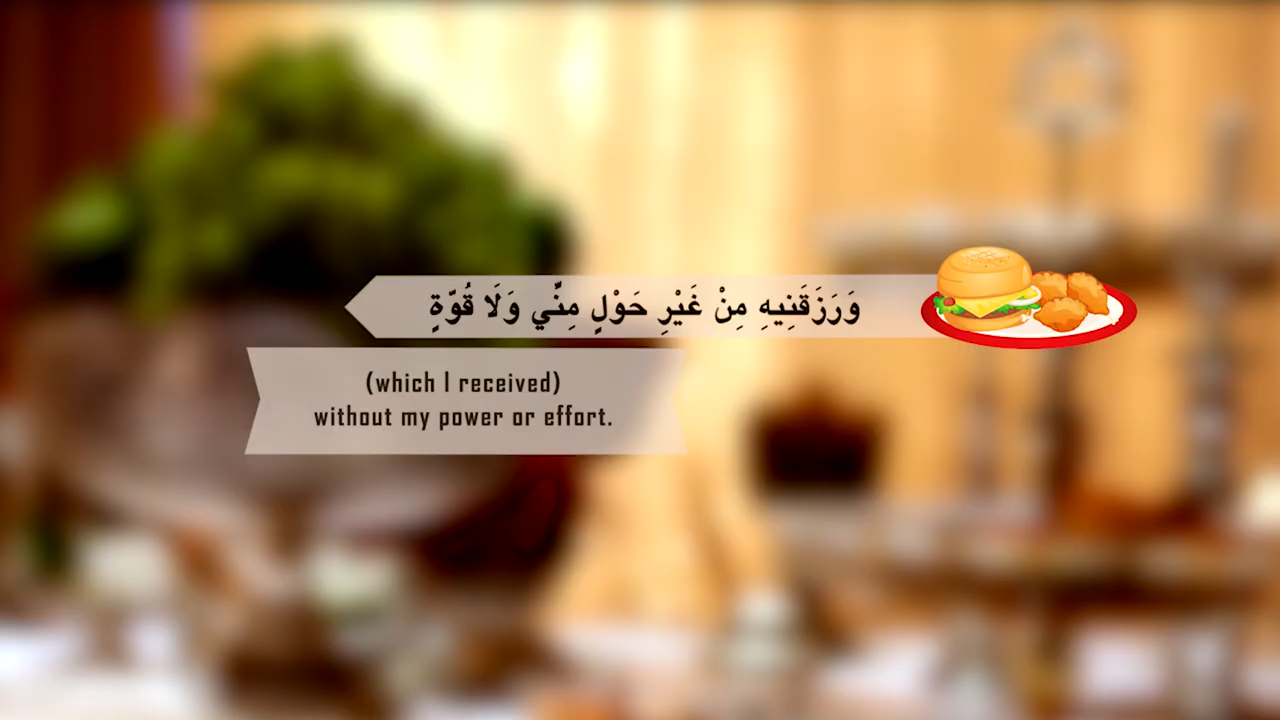 وَرَزَقَنِيهِ مِنْ غَيْرِ حَوْلٍ مِنِّي وَلَا قُوّةٍ
(which I received)
without my power or effort.